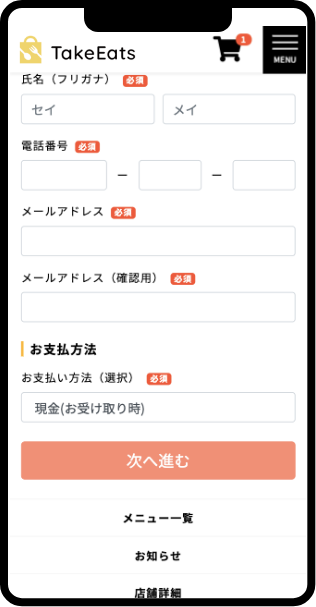 TakeEats
1
MENU
氏名（フリガナ） 必須
セイ メイ
電話番号 必須
ー ー
メールアドレス 必須
メールアドレス（確認用） 必須
お支払方法
お支払い方法（選択） 必須
現金(お受け取り時)
次へ進む
メニュー一覧
お知らせ
店舗詳細